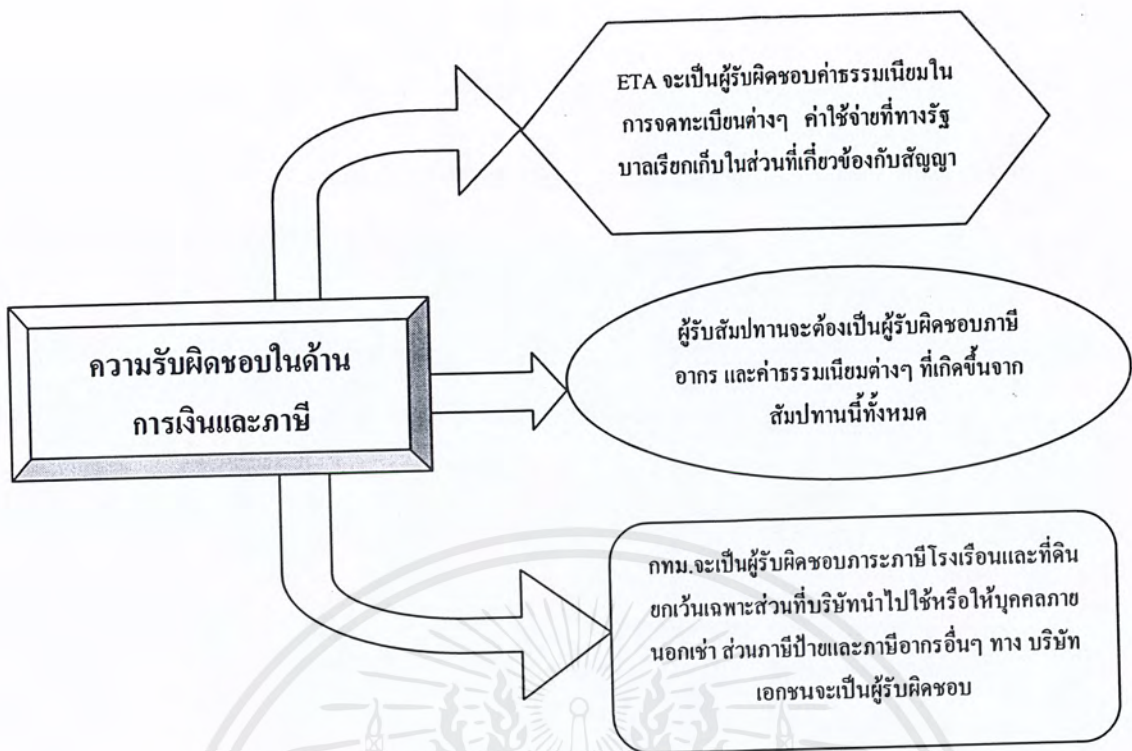 ETA จะเป็นผู้รับผิดชอบค่าธรรมเนียมใน
การจดทะเบียนต่างๆ ค่าใช้จ่ายที่ทางรัฐ
บาลเรียกเก็บในส่วนที่เกี่ยวข้องกับสัญญา
ความรับผิดชอบในด้าน
การเงินและภาษี
ผู้รับสัมปทานจะต้องเป็นผู้รับผิดชอบภาษี
อากร และค่าธรรมเนียมต่างๆ ที่เกิดขึ้นจาก
สัมปทานนี้ทั้งหมด
กทม.จะเป็นผู้รับผิดชอบภาระภาษีโรงเรือนและที่ดิน
ยกเว้นเฉพาะส่วนที่บริษัทนำไปใช้หรือให้บุคคลภาย
นอกเช่า ส่วนภาษีป้ายและภาษีอากรอื่นๆ ทาง บริษัท
เอกชนจะเป็นผู้รับผิดชอบ